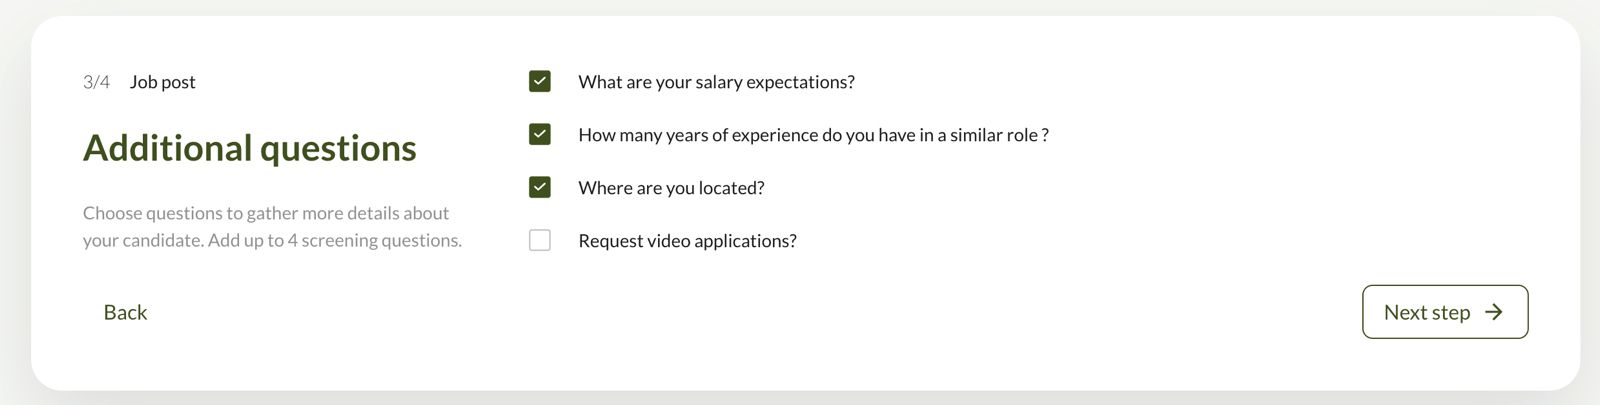 3/4 Job post
Additional questions
Choose questions to gather more details about
your candidate. Add up to 4 screening questions.
What are your salary expectations?
How many years of experience do you have in a similar role ?
Where are you located?
Request video applications?
Back
Next step